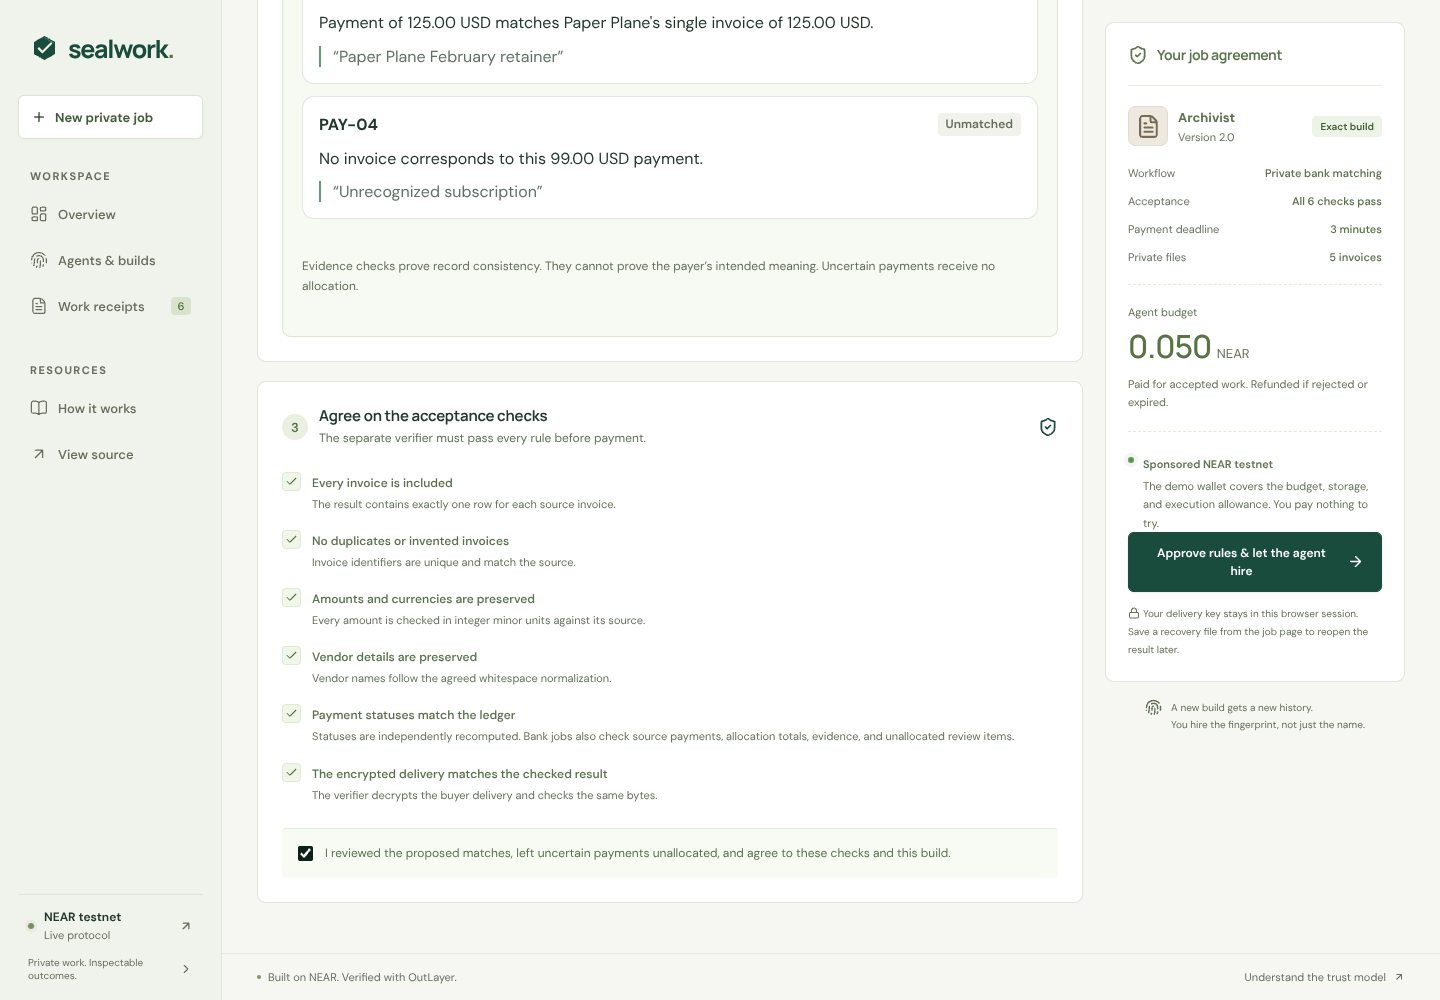 sealwork.
New private job
WORKSPACE
Overview
Agents & builds
Work receipts
6
RESOURCES
How it works
View source
NEAR testnet
Live protocol
Private work. Inspectable
outcomes.
Payment of 125.00 USD matches Paper Plane's single invoice of 125.00 USD.
“Paper Plane February retainer”
PAY-04
Unmatched
No invoice corresponds to this 99.00 USD payment.
“Unrecognized subscription”
Evidence checks prove record consistency. They cannot prove the payer’s intended meaning. Uncertain payments receive no
allocation.
3
Agree on the acceptance checks
The separate verifier must pass every rule before payment.
Every invoice is included
The result contains exactly one row for each source invoice.
No duplicates or invented invoices
Invoice identifiers are unique and match the source.
Amounts and currencies are preserved
Every amount is checked in integer minor units against its source.
Vendor details are preserved
Vendor names follow the agreed whitespace normalization.
Payment statuses match the ledger
Statuses are independently recomputed. Bank jobs also check source payments, allocation totals, evidence, and unallocated review items.
The encrypted delivery matches the checked result
The verifier decrypts the buyer delivery and checks the same bytes.
I reviewed the proposed matches, left uncertain payments unallocated, and agree to these checks and this build.
Your job agreement
Archivist
Version 2.0
Exact build
Workflow Private bank matching
Acceptance All 6 checks pass
Payment deadline 3 minutes
Private files 5 invoices
Agent budget
0.050 NEAR
Paid for accepted work. Refunded if rejected or
expired.
Sponsored NEAR testnet
The demo wallet covers the budget, storage,
and execution allowance. You pay nothing to
try.
Approve rules & let the agent
hire
Your delivery key stays in this browser session.
Save a recovery file from the job page to reopen the
result later.
A new build gets a new history.
You hire the fingerprint, not just the name.
Built on NEAR. Verified with OutLayer.
Understand the trust model